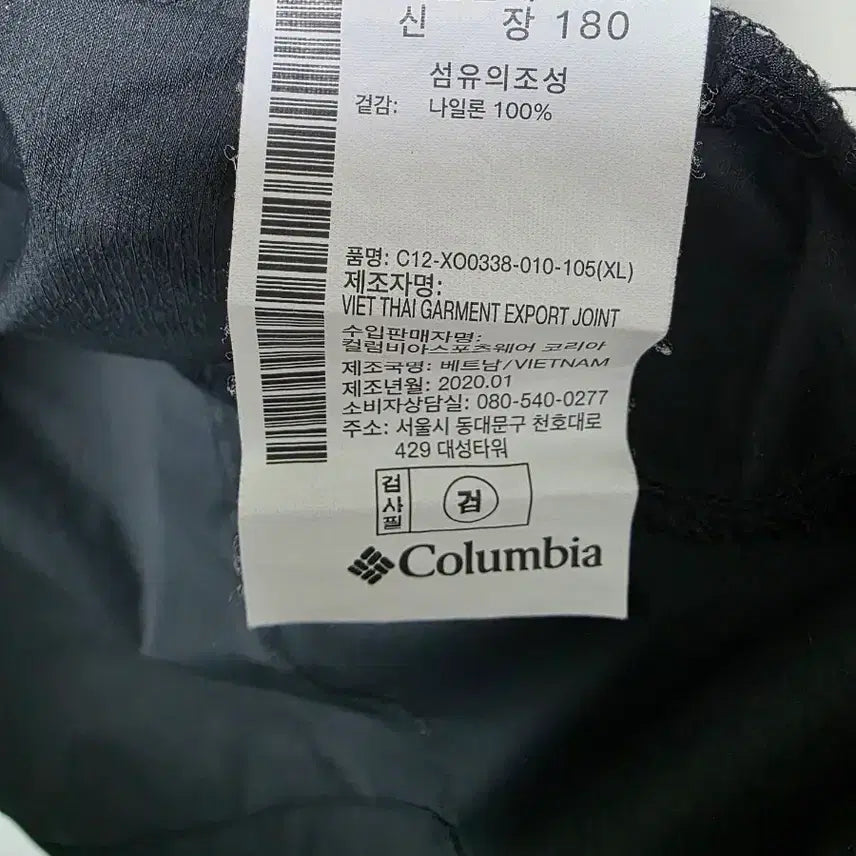 신 장 180
섬유의조성
겉감: 나일론 100%
품명: C12-XO0338-010-105(XL)
제조자명:
VIET THAI GARMENT EXPORT JOINT
수입판매자명:
컬럼비아스포츠웨어 코리아
제조국명: 베트남/VIETNAM
제조년월: 2020.01
소비자상담실: 080-540-0277
주소: 서울시 동대문구 천호대로
429 대성타워
검사필 검
Columbia